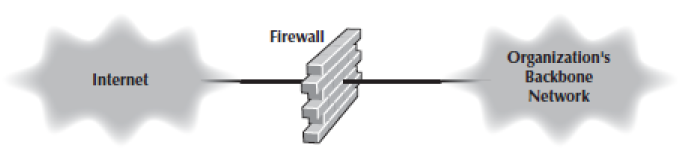 Firewall
Internet
Organization's
Backbone
Network